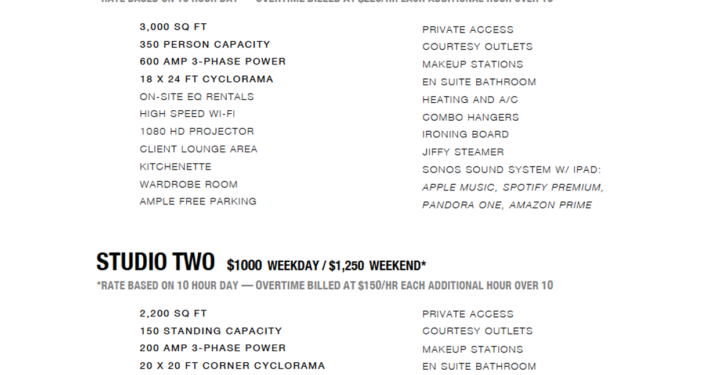 *RATE BASED ON 10 HOUR DAY — OVERTIME BILLED AT $225/HR EACH ADDITIONAL HOUR OVER 10
3,000 SQ FT
350 PERSON CAPACITY
600 AMP 3-PHASE POWER
18 X 24 FT CYCLORAMA
ON-SITE EQ RENTALS
HIGH SPEED WI-FI
1080 HD PROJECTOR
CLIENT LOUNGE AREA
KITCHENETTE
WARDROBE ROOM
AMPLE FREE PARKING
PRIVATE ACCESS
COURTESY OUTLETS
MAKEUP STATIONS
EN SUITE BATHROOM
HEATING AND A/C
COMBO HANGERS
IRONING BOARD
JIFFY STEAMER
SONOS SOUND SYSTEM W/ IPAD:
APPLE MUSIC, SPOTIFY PREMIUM,
PANDORA ONE, AMAZON PRIME
STUDIO TWO $1000 WEEKDAY / $1,250 WEEKEND*
*RATE BASED ON 10 HOUR DAY — OVERTIME BILLED AT $150/HR EACH ADDITIONAL HOUR OVER 10
2,200 SQ FT
150 STANDING CAPACITY
200 AMP 3-PHASE POWER
20 X 20 FT CORNER CYCLORAMA
PRIVATE ACCESS
COURTESY OUTLETS
MAKEUP STATIONS
EN SUITE BATHROOM